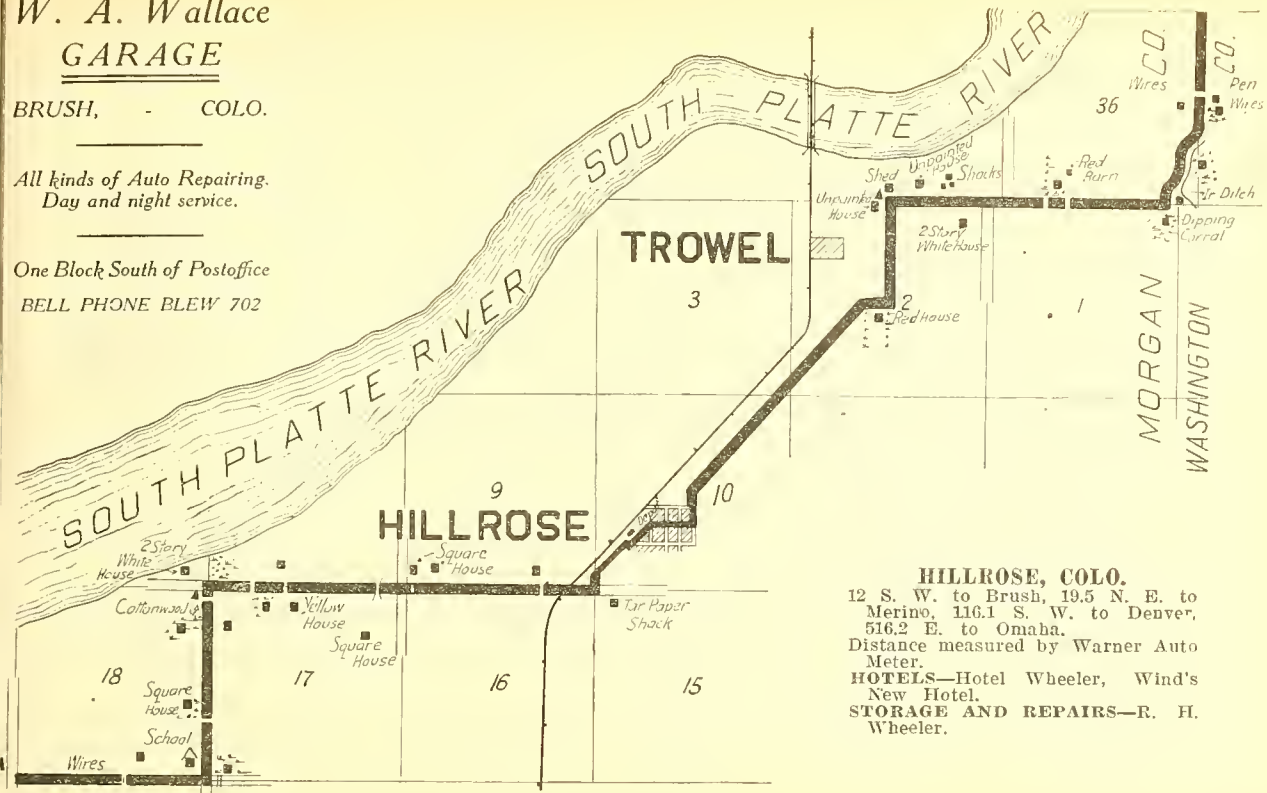 W. A. Wallace
GARAGE
BRUSH, - COLO.
All kinds of Auto Repairing.
Day and night service.
One Block South of Postoffice
BELL PHONE BLEW 702
SOUTH PLATTE RIVER
SOUTH PLATTE RIVER
CO.
CO.
Wires
Pen
Wires
36
Unpainted
House
Shed
Shacks
Red
Barn
Unpainted
House
2 Story
White House
Ir Ditch
Dipping
Corral
TROWEL
3
2
1
Red House
MORGAN
WASHINGTON
9
10
HILLROSE
Depot
2 Story
White
House
Square
House
Cottonwoods
Yellow
House
Square
House
Tar Paper
Shack
18
17
16
15
Square
House
School
Wires
HILLROSE, COLO.
12 S. W. to Brush, 19.5 N. E. to
Merino, 116.1 S. W. to Denver,
516.2 E. to Omaha.
Distance measured by Warner Auto
Meter.
HOTELS—Hotel Wheeler, Wind's
New Hotel.
STORAGE AND REPAIRS—R. H.
Wheeler.